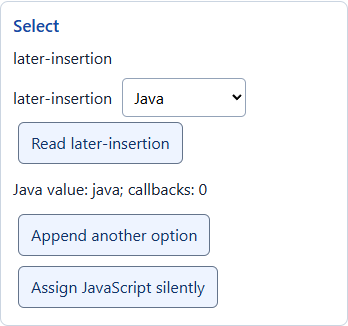 Select
later-insertion
later-insertion Java
Read later-insertion
Java value: java; callbacks: 0
Append another option
Assign JavaScript silently